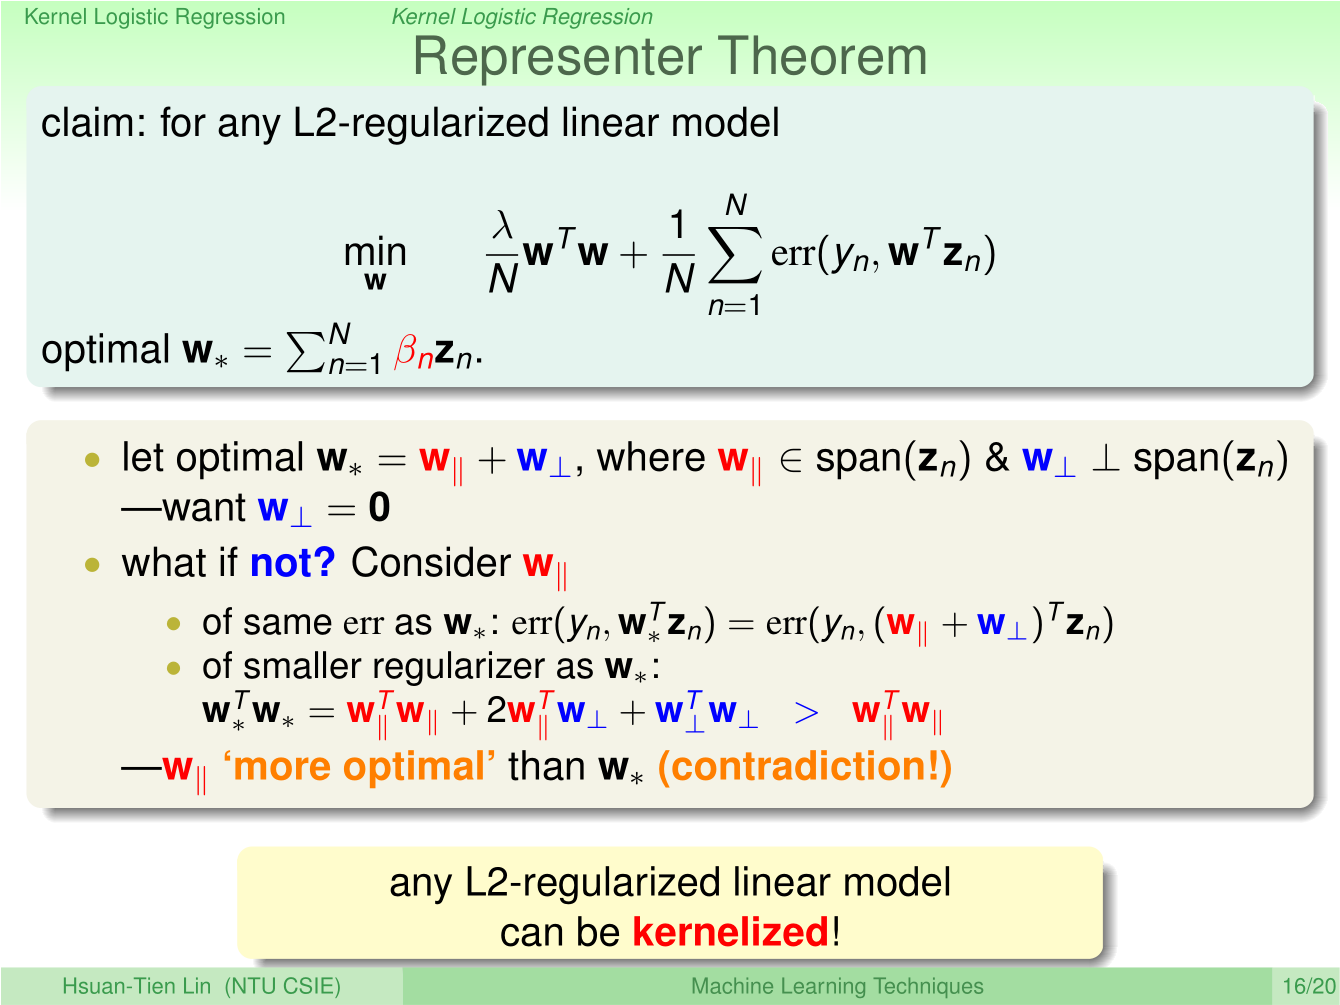 Kernel Logistic Regression Kernel Logistic Regression
Representer Theorem
claim: for any L2-regularized linear model
$\min_{\mathbf{w}} \quad \frac{\lambda}{N}\mathbf{w}^T\mathbf{w} + \frac{1}{N}\sum_{n=1}^{N} \text{err}(y_n, \mathbf{w}^T\mathbf{z}_n)$
optimal $\mathbf{w}_* = \sum_{n=1}^{N} \beta_n \mathbf{z}_n$.
• let optimal $\mathbf{w}_* = \mathbf{w}_\parallel + \mathbf{w}_\perp$, where $\mathbf{w}_\parallel \in$ span($\mathbf{z}_n$) & $\mathbf{w}_\perp \perp$ span($\mathbf{z}_n$)
—want $\mathbf{w}_\perp = \mathbf{0}$
• what if not? Consider $\mathbf{w}_\parallel$
• of same err as $\mathbf{w}_*$: $\text{err}(y_n, \mathbf{w}_*^T\mathbf{z}_n) = \text{err}(y_n, (\mathbf{w}_\parallel + \mathbf{w}_\perp)^T\mathbf{z}_n)$
• of smaller regularizer as $\mathbf{w}_*$:
$\mathbf{w}_*^T\mathbf{w}_* = \mathbf{w}_\parallel^T\mathbf{w}_\parallel + 2\mathbf{w}_\parallel^T\mathbf{w}_\perp + \mathbf{w}_\perp^T\mathbf{w}_\perp > \mathbf{w}_\parallel^T\mathbf{w}_\parallel$
—$\mathbf{w}_\parallel$ ‘more optimal’ than $\mathbf{w}_*$ (contradiction!)
any L2-regularized linear model
can be kernelized!
Hsuan-Tien Lin (NTU CSIE) Machine Learning Techniques 16/20